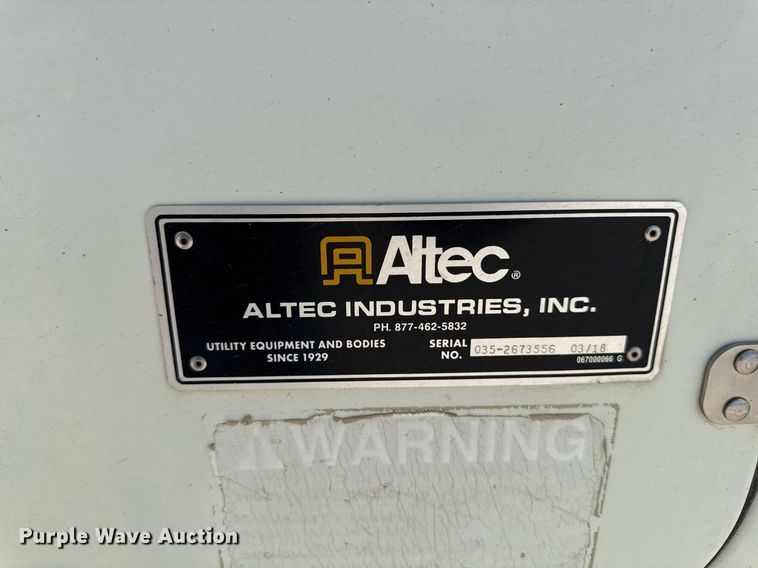 Altec®
ALTEC INDUSTRIES, INC.
PH. 877-462-5832
UTILITY EQUIPMENT AND BODIES
SINCE 1929
SERIAL
NO.
035-2673556 03/18
067000066 G
WARNING
Purple Wave Auction